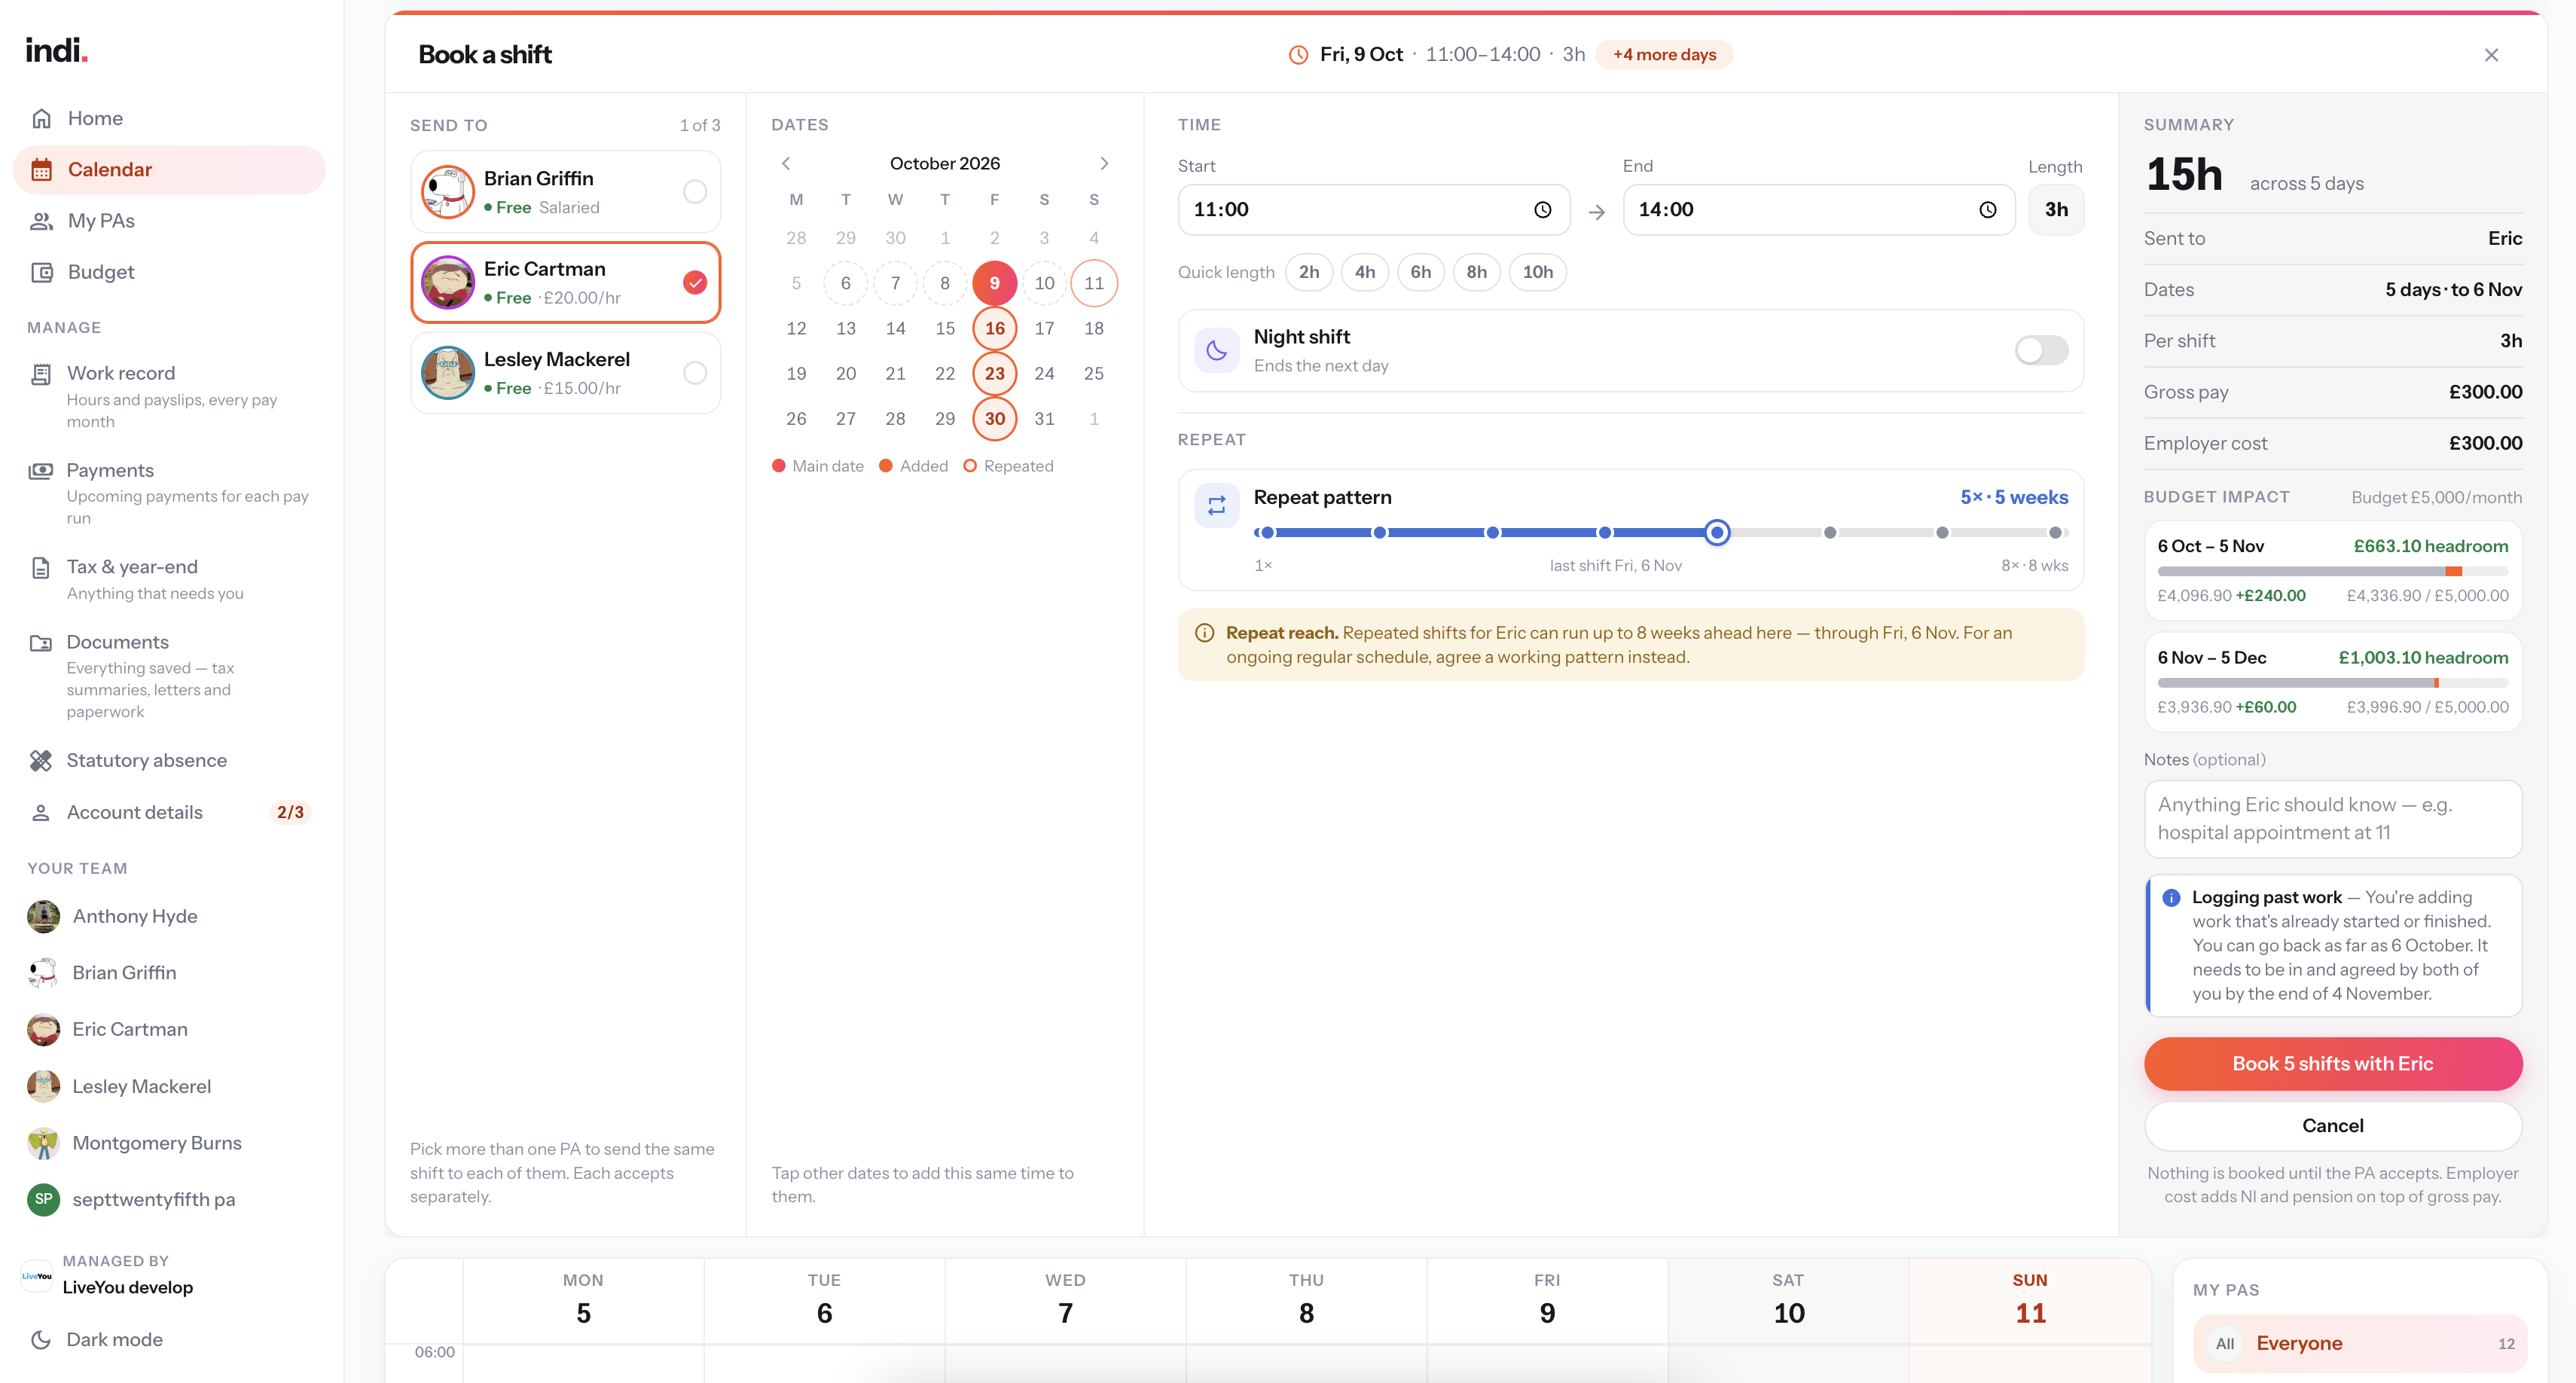 indi.
Home
Calendar
My PAs
Budget
MANAGE
Work record
Hours and payslips, every pay
month
Payments
Upcoming payments for each pay
run
Tax & year-end
Anything that needs you
Documents
Everything saved — tax
summaries, letters and
paperwork
Statutory absence
Account details 2/3
YOUR TEAM
Anthony Hyde
Brian Griffin
Eric Cartman
Lesley Mackerel
Montgomery Burns
SP septtwentyfifth pa
MANAGED BY
LiveYou LiveYou develop
Dark mode
Book a shift
Fri, 9 Oct · 11:00–14:00 · 3h +4 more days
SEND TO 1 of 3
Brian Griffin
Free Salaried
Eric Cartman
Free · £20.00/hr
Lesley Mackerel
Free · £15.00/hr
Pick more than one PA to send the same
shift to each of them. Each accepts
separately.
DATES
October 2026
M T W T F S S
28 29 30 1 2 3 4
5 6 7 8 9 10 11
12 13 14 15 16 17 18
19 20 21 22 23 24 25
26 27 28 29 30 31 1
Main date Added Repeated
Tap other dates to add this same time to
them.
TIME
Start End Length
11:00 → 14:00 3h
Quick length 2h 4h 6h 8h 10h
Night shift
Ends the next day
REPEAT
Repeat pattern 5× · 5 weeks
1× last shift Fri, 6 Nov 8× · 8 wks
Repeat reach. Repeated shifts for Eric can run up to 8 weeks ahead here — through Fri, 6 Nov. For an
ongoing regular schedule, agree a working pattern instead.
SUMMARY
15h across 5 days
Sent to Eric
Dates 5 days · to 6 Nov
Per shift 3h
Gross pay £300.00
Employer cost £300.00
BUDGET IMPACT Budget £5,000/month
6 Oct – 5 Nov £663.10 headroom
£4,096.90 +£240.00 £4,336.90 / £5,000.00
6 Nov – 5 Dec £1,003.10 headroom
£3,936.90 +£60.00 £3,996.90 / £5,000.00
Notes (optional)
Anything Eric should know — e.g.
hospital appointment at 11
Logging past work — You're adding
work that's already started or finished.
You can go back as far as 6 October. It
needs to be in and agreed by both of
you by the end of 4 November.
Book 5 shifts with Eric
Cancel
Nothing is booked until the PA accepts. Employer
cost adds NI and pension on top of gross pay.
MON TUE WED THU FRI SAT SUN
5 6 7 8 9 10 11
06:00
MY PAS
All Everyone 12